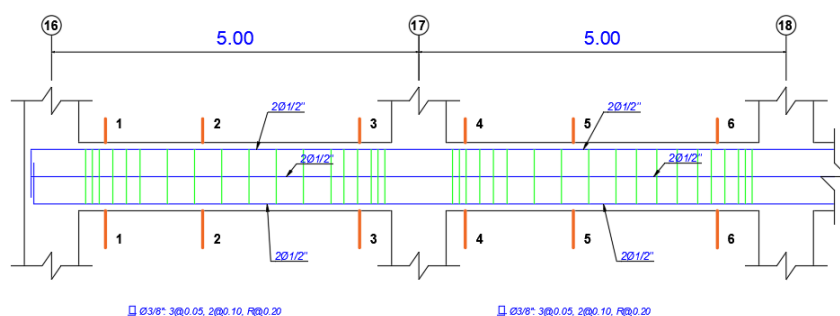 16 17 18
5.00 5.00
2Ø1/2" 2Ø1/2"
1 2 3 4 5 6
2Ø1/2" 2Ø1/2"
1 2 3 4 5 6
2Ø1/2" 2Ø1/2"
Ø3/8": 3@0.05, 2@0.10, R@0.20 Ø3/8": 3@0.05, 2@0.10, R@0.20